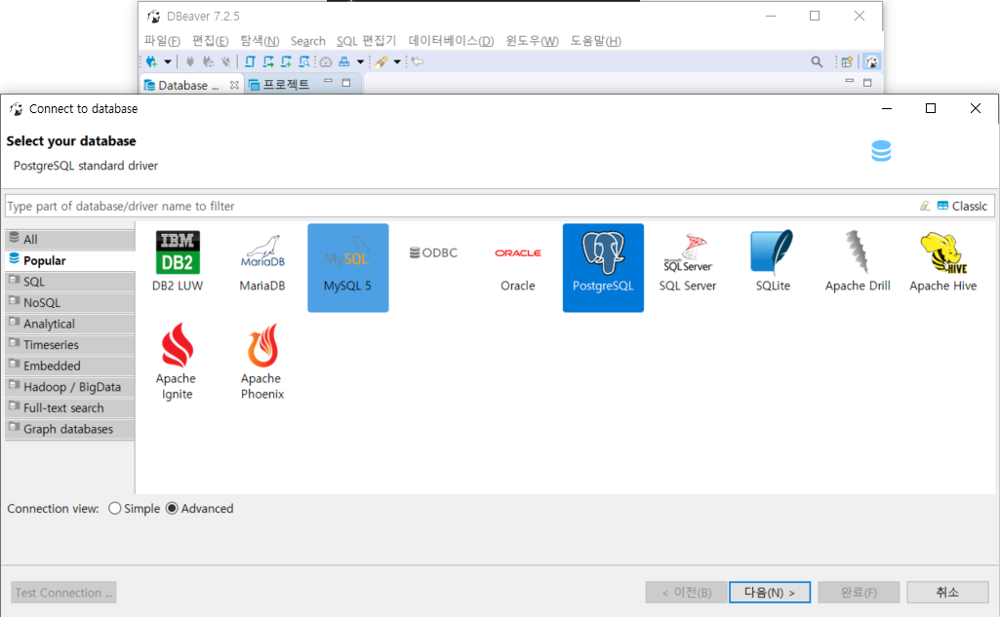 DBeaver 7.2.5
파일(F) 편집(E) 탐색(N) Search SQL 편집기 데이터베이스(D) 윈도우(W) 도움말(H)
Database ... 프로젝트
Connect to database
Select your database
PostgreSQL standard driver
Type part of database/driver name to filter
Classic
All
Popular
SQL
NoSQL
Analytical
Timeseries
Embedded
Hadoop / BigData
Full-text search
Graph databases
IBM
DB2
DB2 LUW
MariaDB
MariaDB
MySQL
MySQL 5
ODBC
ORACLE
Oracle
PostgreSQL
Microsoft
SQL Server
SQL Server
SQLite
Apache Drill
HIVE
Apache Hive
Apache
Ignite
Apache
Phoenix
Connection view: Simple Advanced
Test Connection ...
< 이전(B) 다음(N) > 완료(F) 취소